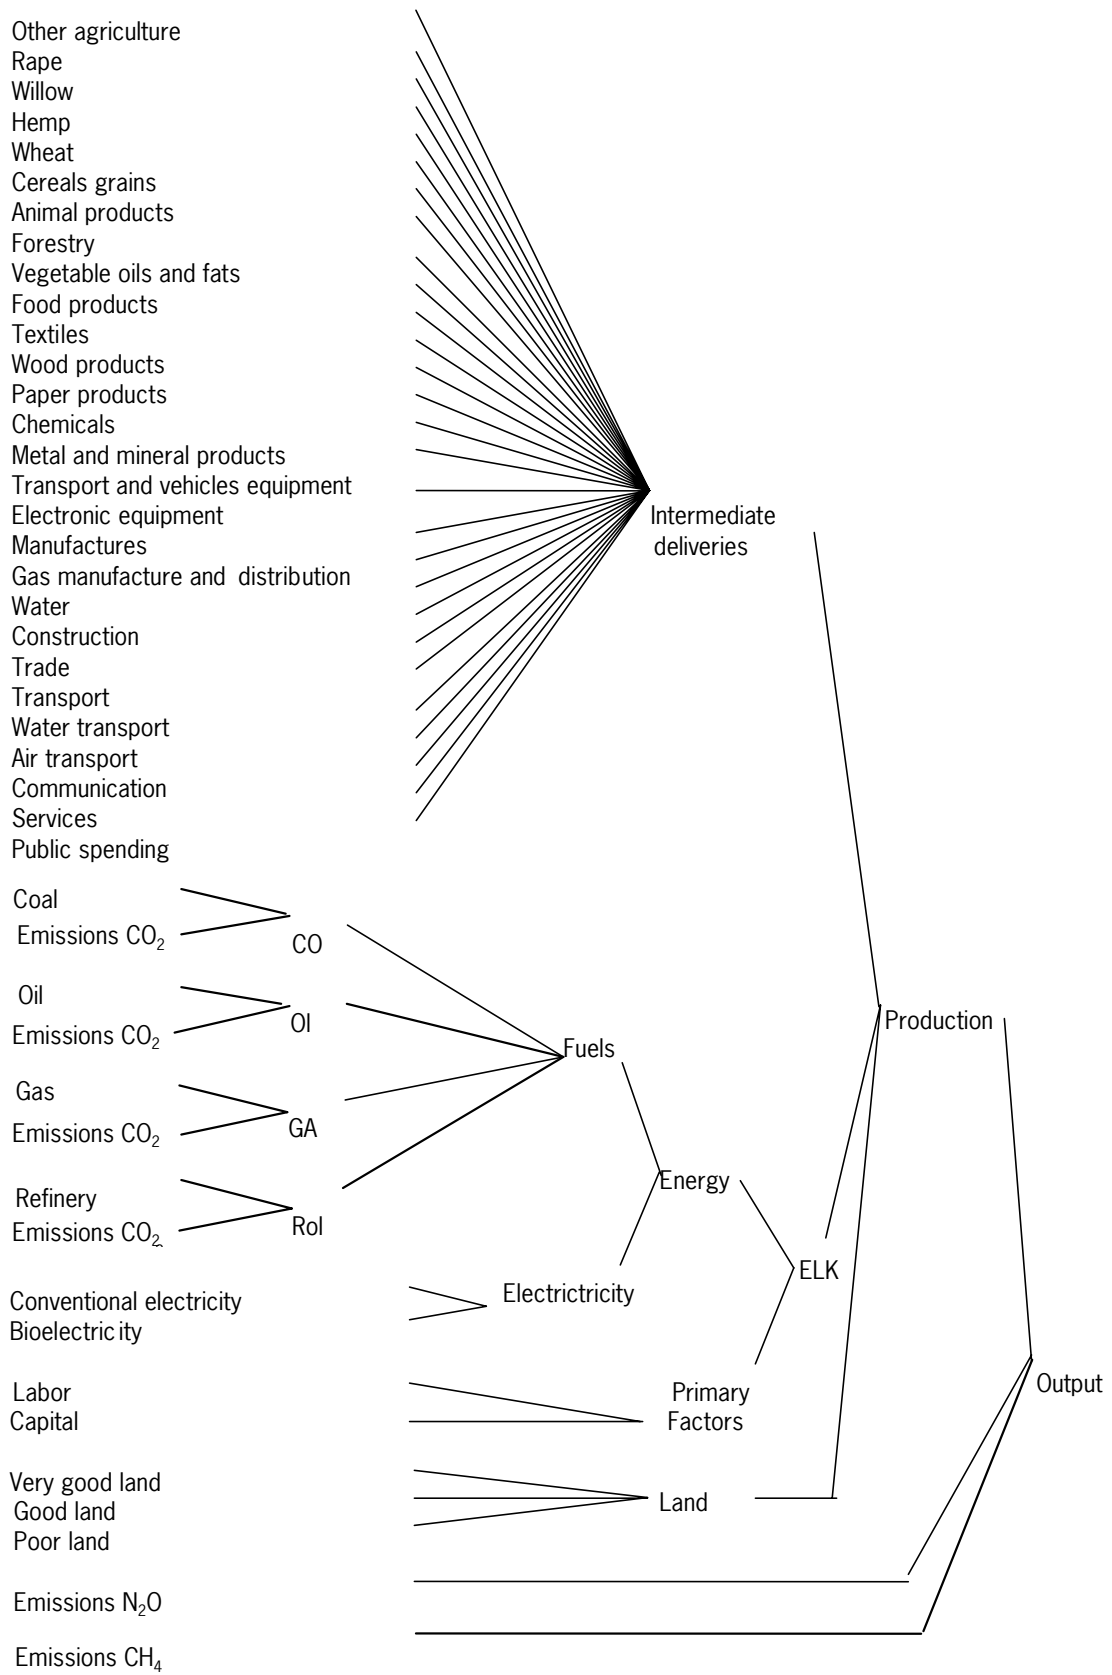 Other agriculture
Rape
Willow
Hemp
Wheat
Cereals grains
Animal products
Forestry
Vegetable oils and fats
Food products
Textiles
Wood products
Paper products
Chemicals
Metal and mineral products
Transport and vehicles equipment
Electronic equipment
Manufactures
Gas manufacture and distribution
Water
Construction
Trade
Transport
Water transport
Air transport
Communication
Services
Public spending
Intermediate
deliveries
Coal
Emissions CO₂
CO
Oil
Emissions CO₂
OI
Gas
Emissions CO₂
GA
Refinery
Emissions CO₂
RoI
Fuels
Production
Energy
ELK
Electrictricity
Conventional electricity
Bioelectricity
Labor
Capital
Primary
Factors
Output
Very good land
Good land
Poor land
Land
Emissions N₂O
Emissions CH₄